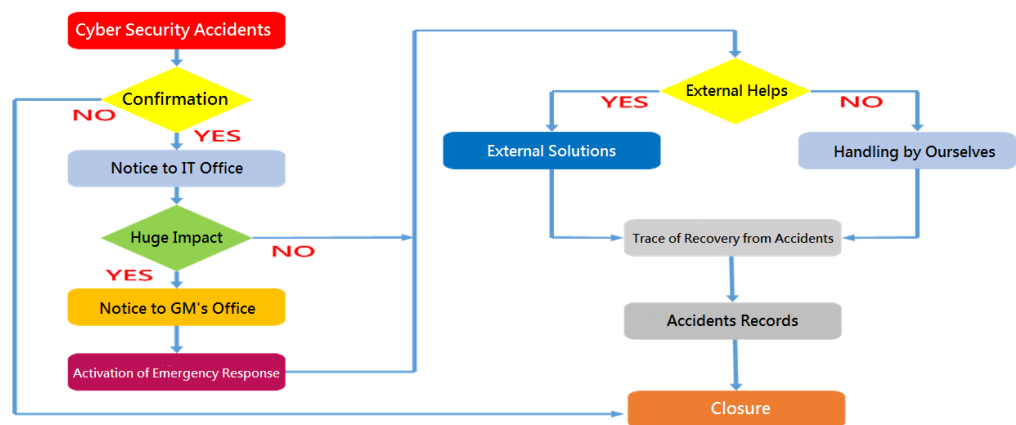 Cyber Security Accidents
Confirmation
NO
YES
Notice to IT Office
Huge Impact
NO
YES
Notice to GM's Office
Activation of Emergency Response
External Helps
YES
NO
External Solutions
Handling by Ourselves
Trace of Recovery from Accidents
Accidents Records
Closure